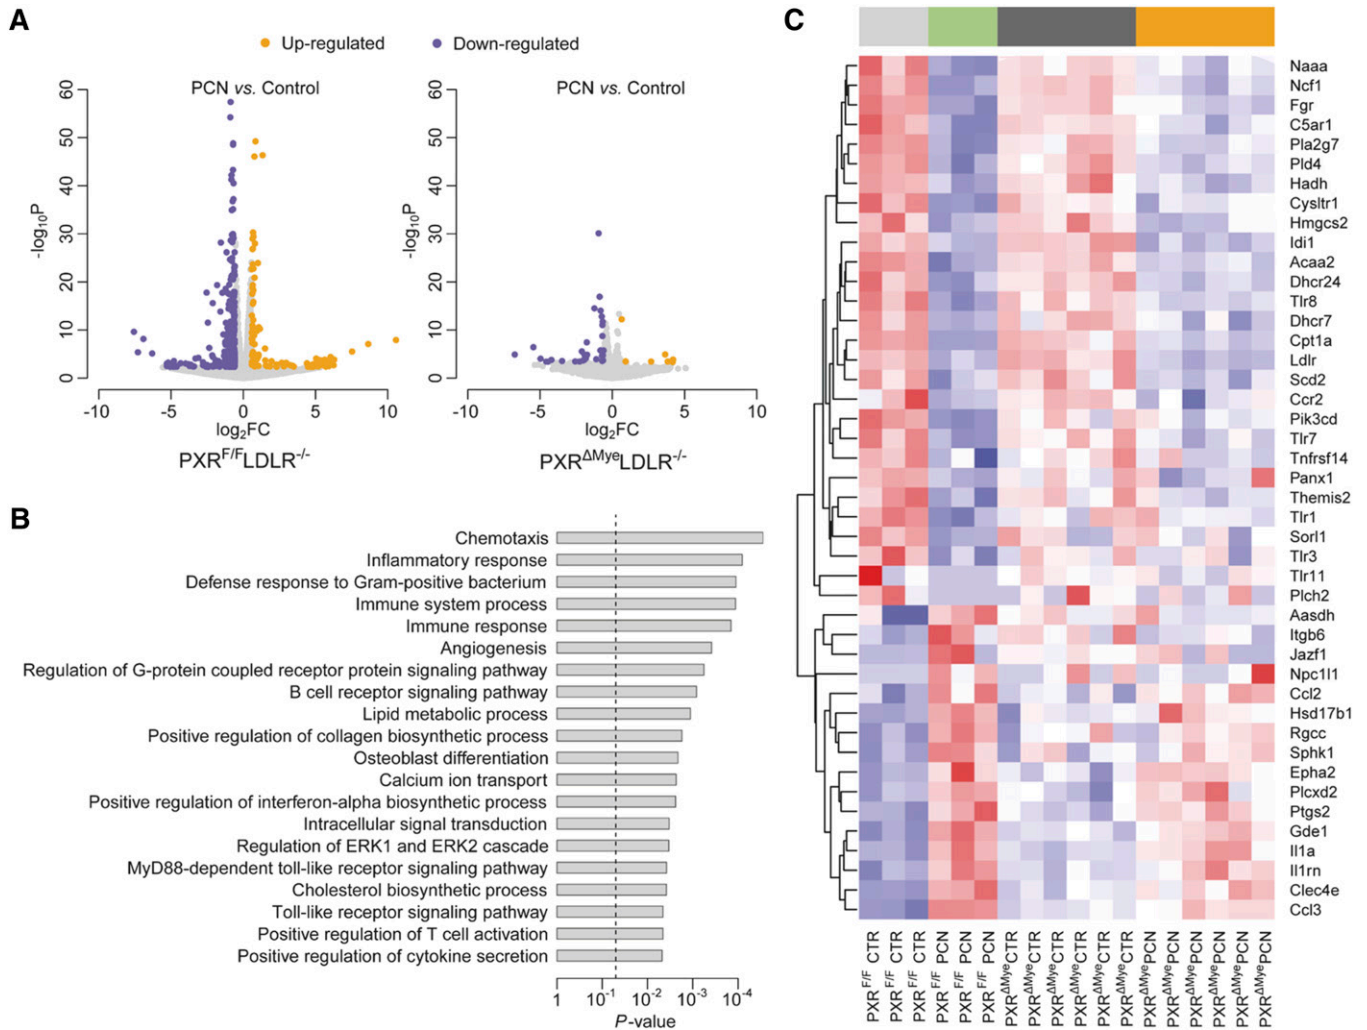 A
Up-regulated
Down-regulated
PCN vs. Control
60
50
40
30
20
10
0
-log10P
-10
-5
0
5
10
log2FC
PXRF/FLDLR-/-
PCN vs. Control
60
50
40
30
20
10
0
-log10P
-10
-5
0
5
10
log2FC
PXRΔMyeLDLR-/-
B
Chemotaxis
Inflammatory response
Defense response to Gram-positive bacterium
Immune system process
Immune response
Angiogenesis
Regulation of G-protein coupled receptor protein signaling pathway
B cell receptor signaling pathway
Lipid metabolic process
Positive regulation of collagen biosynthetic process
Osteoblast differentiation
Calcium ion transport
Positive regulation of interferon-alpha biosynthetic process
Intracellular signal transduction
Regulation of ERK1 and ERK2 cascade
MyD88-dependent toll-like receptor signaling pathway
Cholesterol biosynthetic process
Toll-like receptor signaling pathway
Positive regulation of T cell activation
Positive regulation of cytokine secretion
1
10-1
10-2
10-3
10-4
P-value
C
Naaa
Ncf1
Fgr
C5ar1
Pla2g7
Pld4
Hadh
Cysltr1
Hmgcs2
Idi1
Acaa2
Dhcr24
Tlr8
Dhcr7
Cpt1a
Ldlr
Scd2
Ccr2
Pik3cd
Tlr7
Tnfrsf14
Panx1
Themis2
Tlr1
Sorl1
Tlr3
Tlr11
Plch2
Aasdh
Itgb6
Jazf1
Npc1l1
Ccl2
Hsd17b1
Rgcc
Sphk1
Epha2
Plcxd2
Ptgs2
Gde1
Il1a
Il1rn
Clec4e
Ccl3
PXRF/F CTR
PXRF/F CTR
PXRF/F CTR
PXRF/F PCN
PXRF/F PCN
PXRF/F PCN
PXRΔMyeCTR
PXRΔMyeCTR
PXRΔMyeCTR
PXRΔMyeCTR
PXRΔMyeCTR
PXRΔMyeCTR
PXRΔMyePCN
PXRΔMyePCN
PXRΔMyePCN
PXRΔMyePCN
PXRΔMyePCN
PXRΔMyePCN